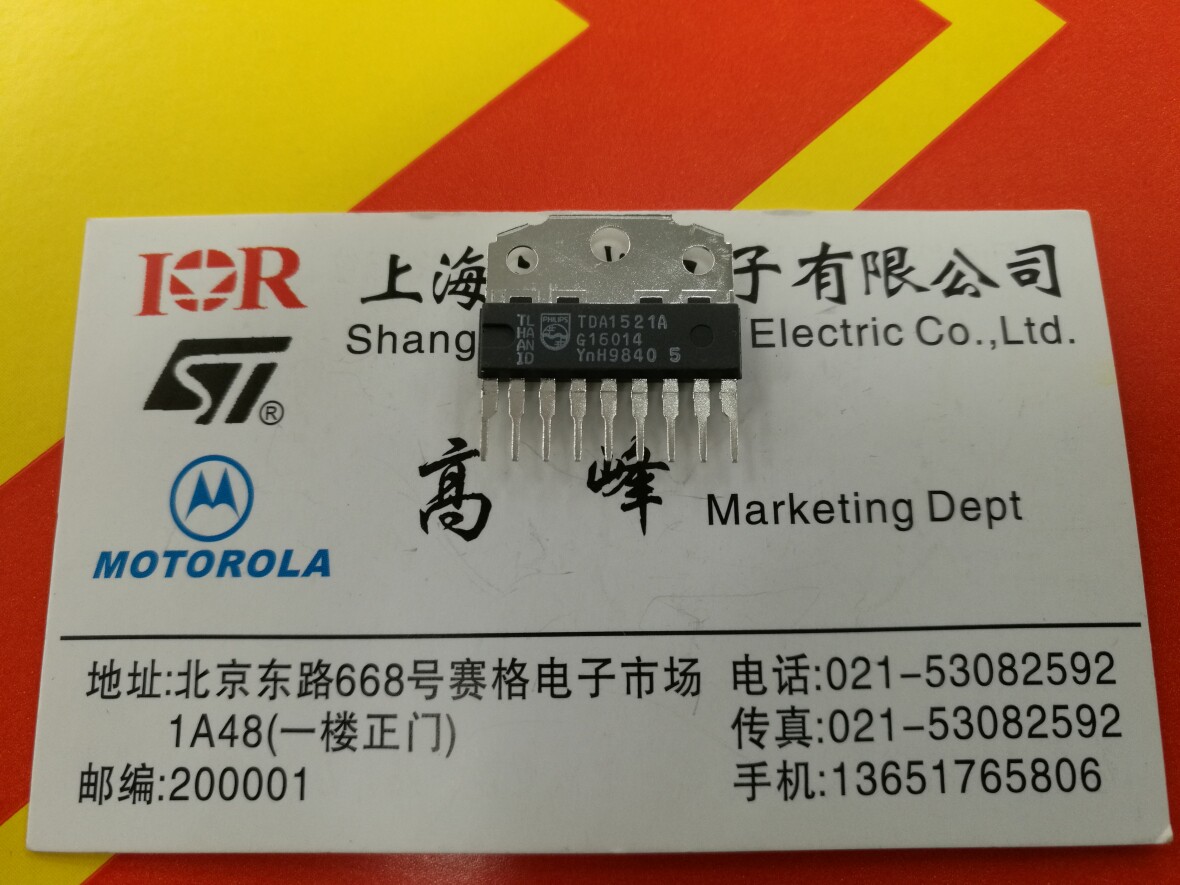 IOR
上海 子有限公司
Shang Electric Co.,Ltd.
ST®
TL
HA
AN
ID
PHILIPS
TDA1521A
G16014
YnH9840 5
高 峰 Marketing Dept
MOTOROLA
地址:北京东路668号赛格电子市场
1A48(一楼正门)
邮编:200001
电话:021-53082592
传真:021-53082592
手机:13651765806